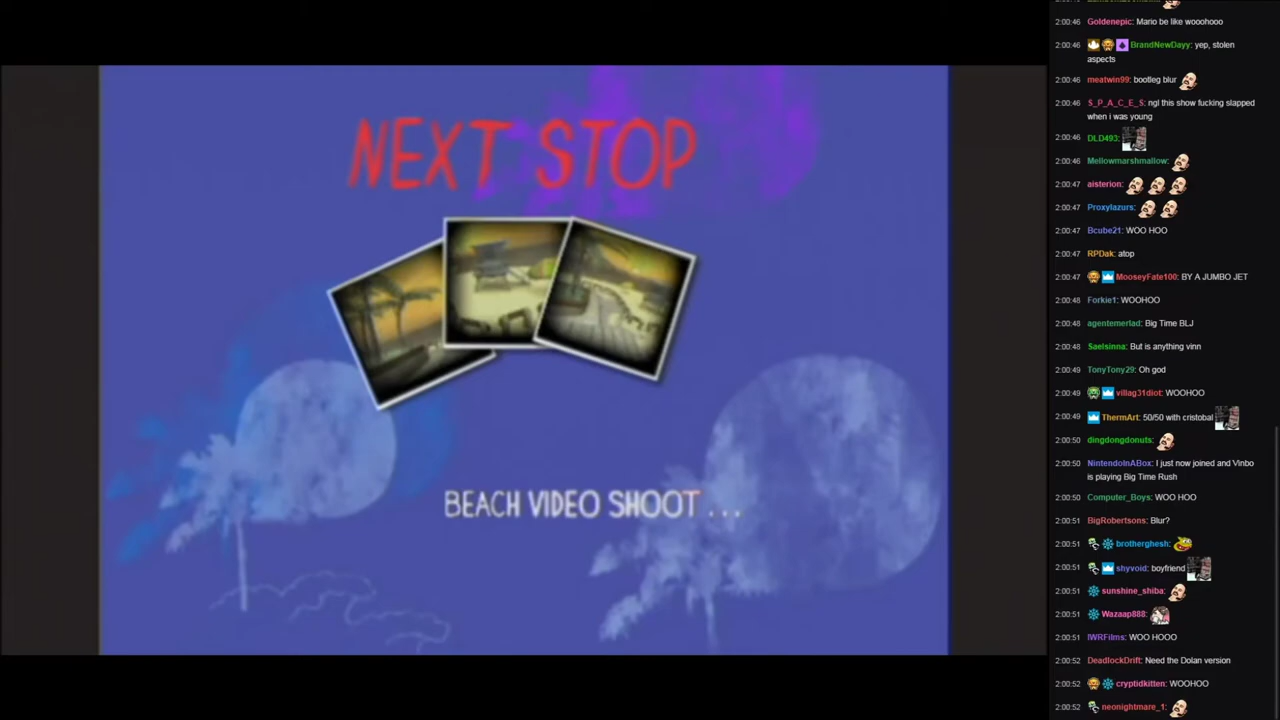 NEXT STOP
BEACH VIDEO SHOOT ...
2:00:46 Goldenepic: Mario be like wooohooo
2:00:46 BrandNewDayy: yep, stolen
aspects
2:00:46 meatwin99: bootleg blur
2:00:46 S_P_A_C_E_S: ngl this show fucking slapped
when i was young
2:00:46 DLD493:
2:00:46 Mellowmarshmallow:
2:00:47 aisterion:
2:00:47 Proxylazurs:
2:00:47 Bcube21: WOO HOO
2:00:47 RPDak: atop
2:00:47 MooseyFate100: BY A JUMBO JET
2:00:48 Forkie1: WOOHOO
2:00:48 agentemerlad: Big Time BLJ
2:00:48 Saelsinna: But is anything vinn
2:00:49 TonyTony29: Oh god
2:00:49 villag31diot: WOOHOO
2:00:49 ThermArt: 50/50 with cristobal
2:00:50 dingdongdonuts:
2:00:50 NintendoInABox: I just now joined and Vinbo
is playing Big Time Rush
2:00:50 Computer_Boys: WOO HOO
2:00:51 BigRobertsons: Blur?
2:00:51 brotherghesh:
2:00:51 shyvoid: boyfriend
2:00:51 sunshine_shiba:
2:00:51 Wazaap888:
2:00:51 IWRFilms: WOO HOOO
2:00:52 DeadlockDrift: Need the Dolan version
2:00:52 cryptidkitten: WOOHOO
2:00:52 neonightmare_1: